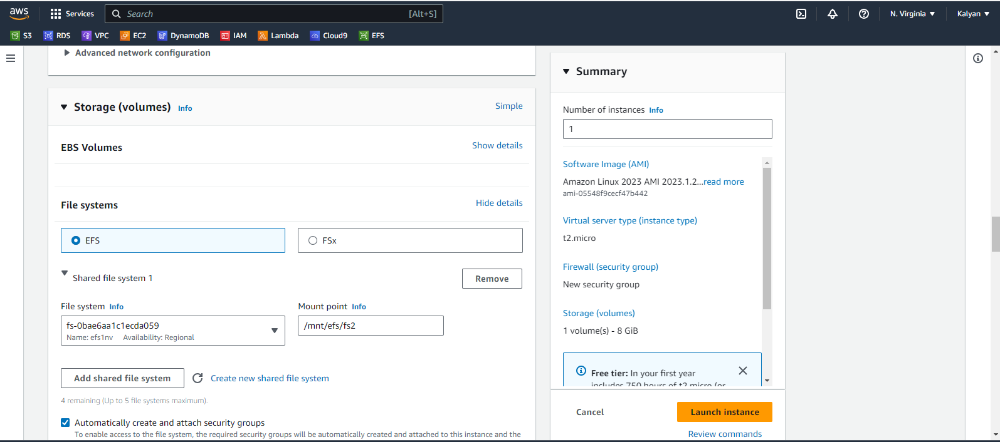 aws
Services
Search [Alt+S]
N. Virginia
Kalyan
S3
RDS
VPC
EC2
DynamoDB
IAM
Lambda
Cloud9
EFS
Advanced network configuration
Storage (volumes) Info
Simple
EBS Volumes
Show details
File systems
Hide details
EFS
FSx
Shared file system 1
Remove
File system Info
fs-0bae6aa1c1ecda059
Name: efs1nv Availability: Regional
Mount point Info
/mnt/efs/fs2
Add shared file system
Create new shared file system
4 remaining (Up to 5 file systems maximum).
Automatically create and attach security groups
To enable access to the file system, the required security groups will be automatically created and attached to this instance and the
Summary
Number of instances Info
1
Software Image (AMI)
Amazon Linux 2023 AMI 2023.1.2...read more
ami-05548f9cecf47b442
Virtual server type (instance type)
t2.micro
Firewall (security group)
New security group
Storage (volumes)
1 volume(s) - 8 GiB
Free tier: In your first year
includes 750 hours of t2.micro (or
Cancel
Launch instance
Review commands